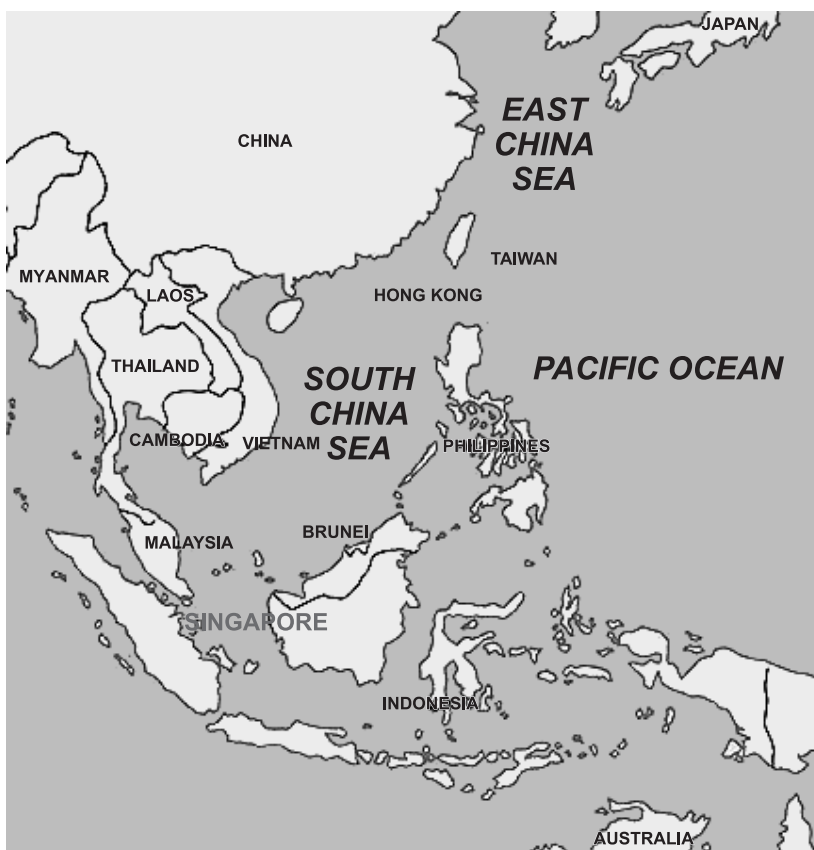 JAPAN
EAST
CHINA
SEA
CHINA
TAIWAN
MYANMAR
LAOS
HONG KONG
THAILAND
SOUTH
CHINA
SEA
PACIFIC OCEAN
CAMBODIA
VIETNAM
PHILIPPINES
BRUNEI
MALAYSIA
SINGAPORE
INDONESIA
AUSTRALIA